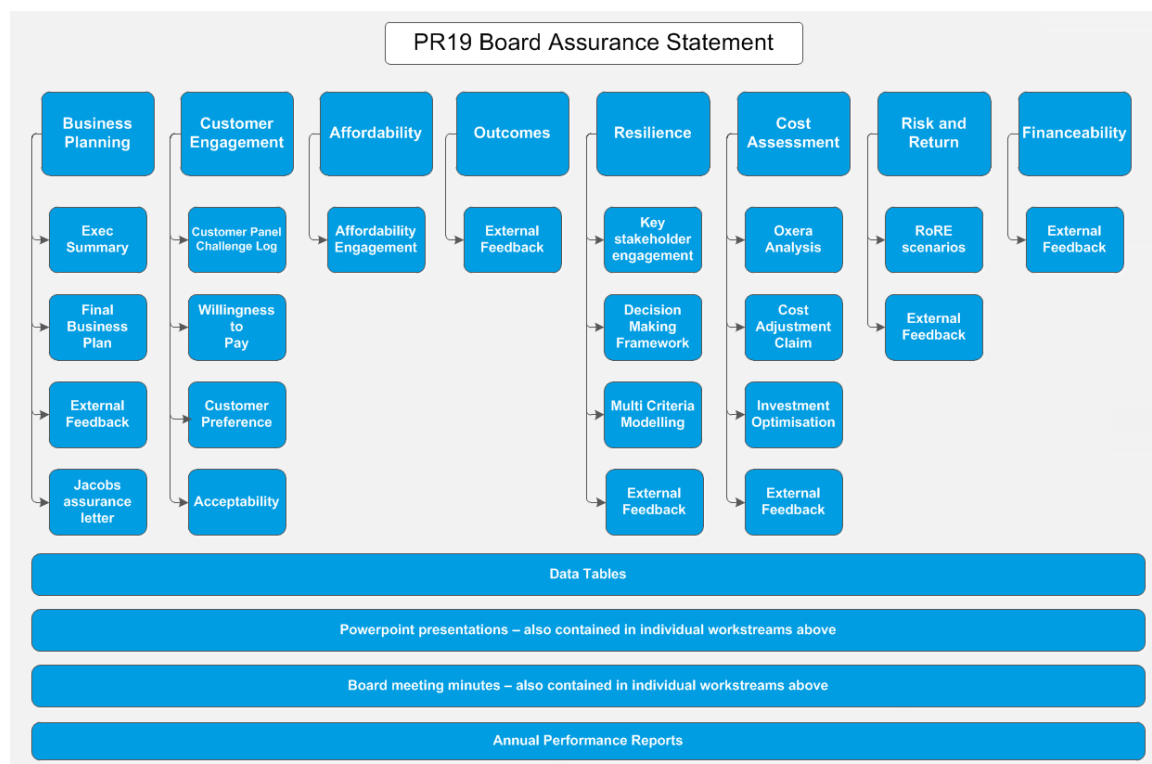 PR19 Board Assurance Statement
Business
Planning
Customer
Engagement
Affordability
Outcomes
Resilience
Cost
Assessment
Risk and
Return
Financeability
Exec
Summary
Customer Panel
Challenge Log
Affordability
Engagement
External
Feedback
Key
stakeholder
engagement
Oxera
Analysis
RoRE
scenarios
External
Feedback
Final
Business
Plan
Willingness
to
Pay
Decision
Making
Framework
Cost
Adjustment
Claim
External
Feedback
External
Feedback
Customer
Preference
Multi Criteria
Modelling
Investment
Optimisation
Jacobs
assurance
letter
Acceptability
External
Feedback
External
Feedback
Data Tables
Powerpoint presentations – also contained in individual workstreams above
Board meeting minutes – also contained in individual workstreams above
Annual Performance Reports